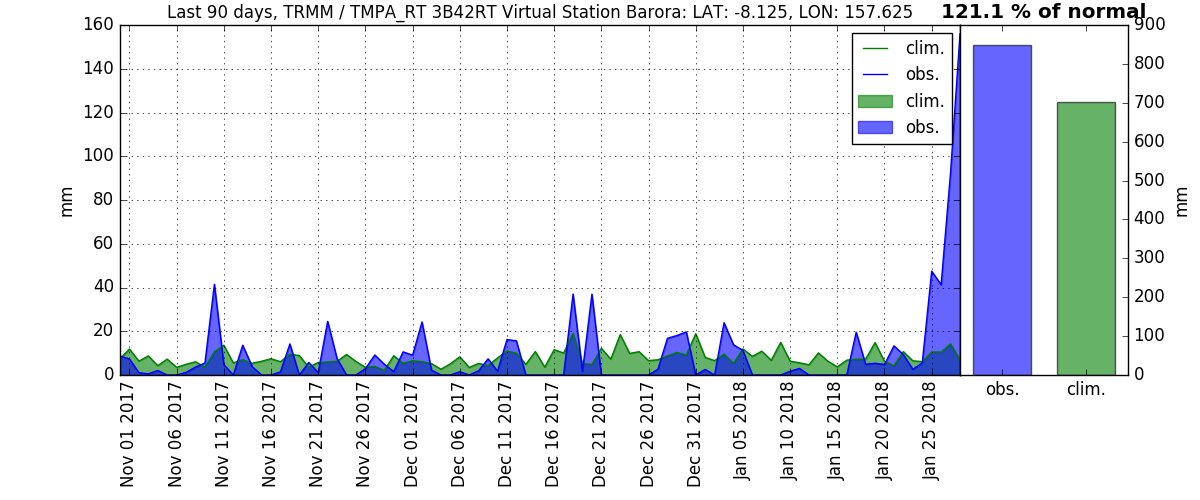 Last 90 days, TRMM / TMPA_RT 3B42RT Virtual Station Barora: LAT: -8.125, LON: 157.625
121.1 % of normal
160
140
120
100
80
60
40
20
0
mm
clim.
obs.
clim.
obs.
900
800
700
600
500
400
300
200
100
0
mm
Nov 01 2017
Nov 06 2017
Nov 11 2017
Nov 16 2017
Nov 21 2017
Nov 26 2017
Dec 01 2017
Dec 06 2017
Dec 11 2017
Dec 16 2017
Dec 21 2017
Dec 26 2017
Dec 31 2017
Jan 05 2018
Jan 10 2018
Jan 15 2018
Jan 20 2018
Jan 25 2018
obs.
clim.